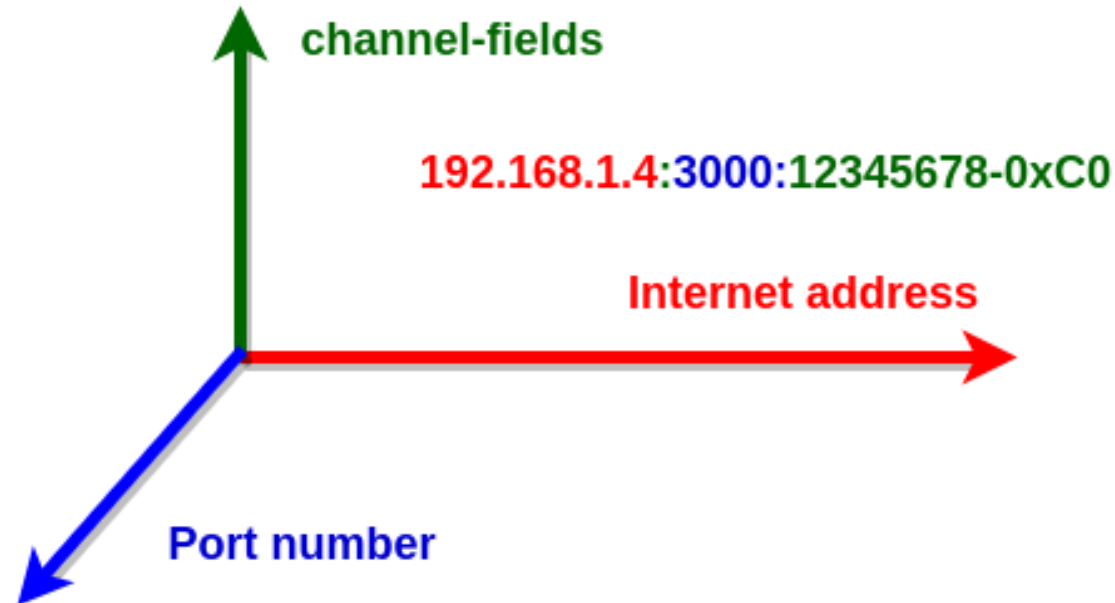 channel-fields
192.168.1.4:3000:12345678-0xC0
Internet address
Port number